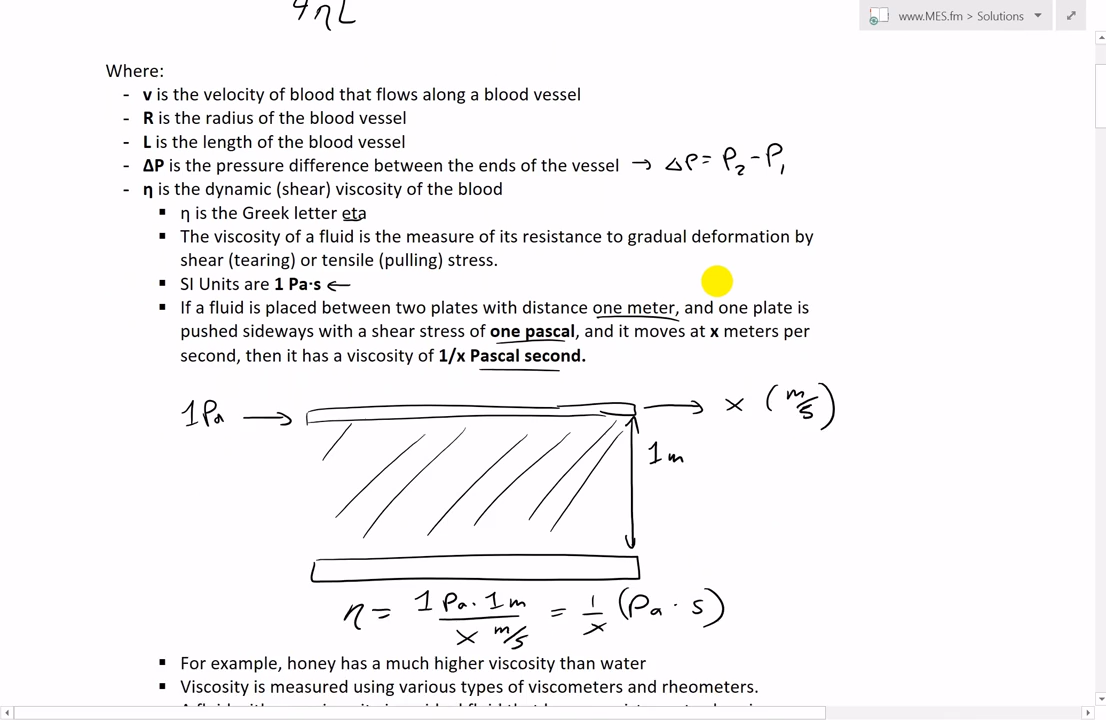 4ηL
www.MES.fm > Solutions
Where:
- v is the velocity of blood that flows along a blood vessel
- R is the radius of the blood vessel
- L is the length of the blood vessel
- ΔP is the pressure difference between the ends of the vessel → ΔP = P₂ - P₁
- η is the dynamic (shear) viscosity of the blood
▪ η is the Greek letter eta
▪ The viscosity of a fluid is the measure of its resistance to gradual deformation by
shear (tearing) or tensile (pulling) stress.
▪ SI Units are 1 Pa·s ←
▪ If a fluid is placed between two plates with distance one meter, and one plate is
pushed sideways with a shear stress of one pascal, and it moves at x meters per
second, then it has a viscosity of 1/x Pascal second.
1Pa → → x (m/s)
1m
η = 1 Pa · 1m / x m/s = 1/x (Pa · s)
▪ For example, honey has a much higher viscosity than water
▪ Viscosity is measured using various types of viscometers and rheometers.